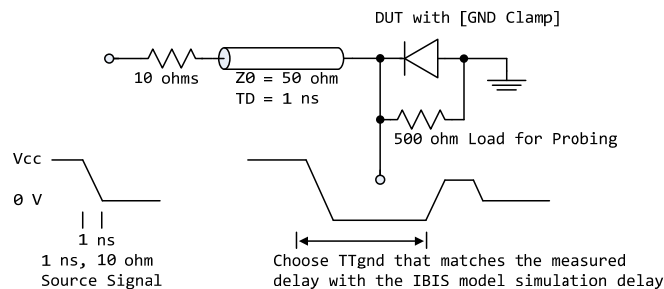 DUT with [GND Clamp]
10 ohms
Z0 = 50 ohm
TD = 1 ns
500 ohm Load for Probing
Vcc
0 V
1 ns
1 ns, 10 ohm
Source Signal
Choose TTgnd that matches the measured
delay with the IBIS model simulation delay